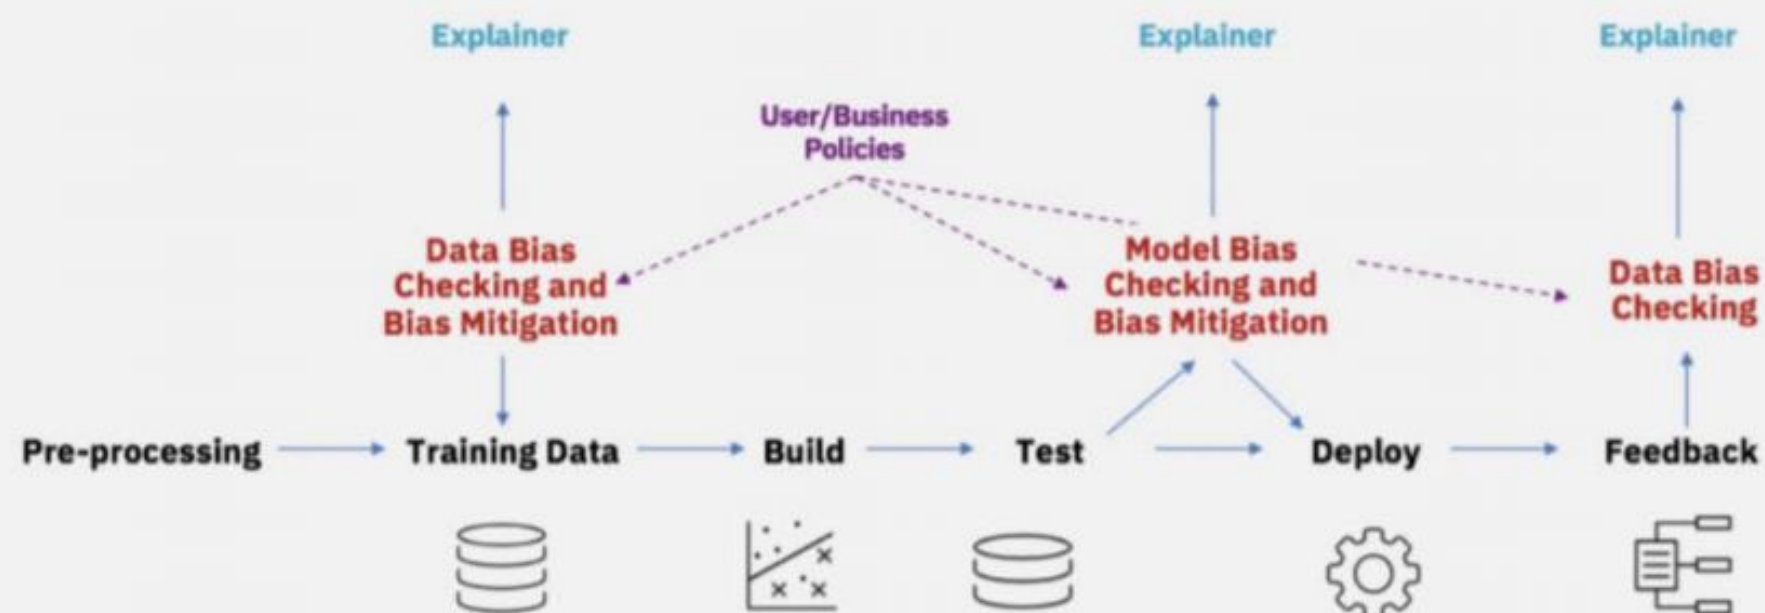 Explainer
Explainer
Explainer
User/Business
Policies
Data Bias
Checking and
Bias Mitigation
Model Bias
Checking and
Bias Mitigation
Data Bias
Checking
Pre-processing
Training Data
Build
Test
Deploy
Feedback